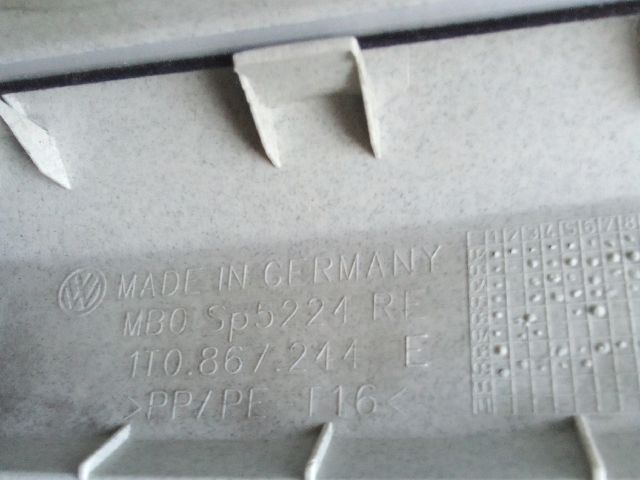 MADE IN GERMANY
MBO Sp5224 RE
1T0.867.244 E
>PP/PE T16<